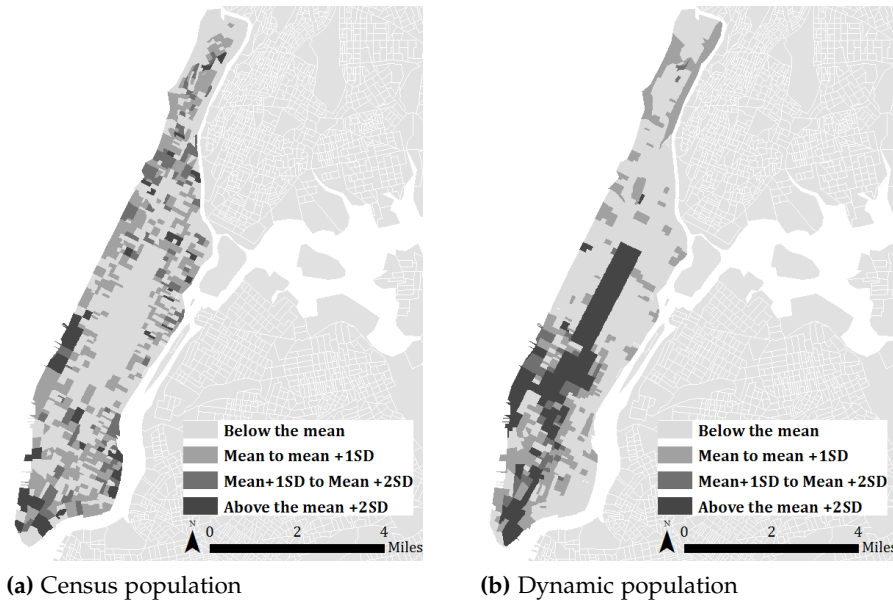 Below the mean
Mean to mean +1SD
Mean+1SD to Mean +2SD
Above the mean +2SD
N
0 2 4
Miles
(a) Census population
Below the mean
Mean to mean +1SD
Mean+1SD to Mean +2SD
Above the mean +2SD
N
0 2 4
Miles
(b) Dynamic population